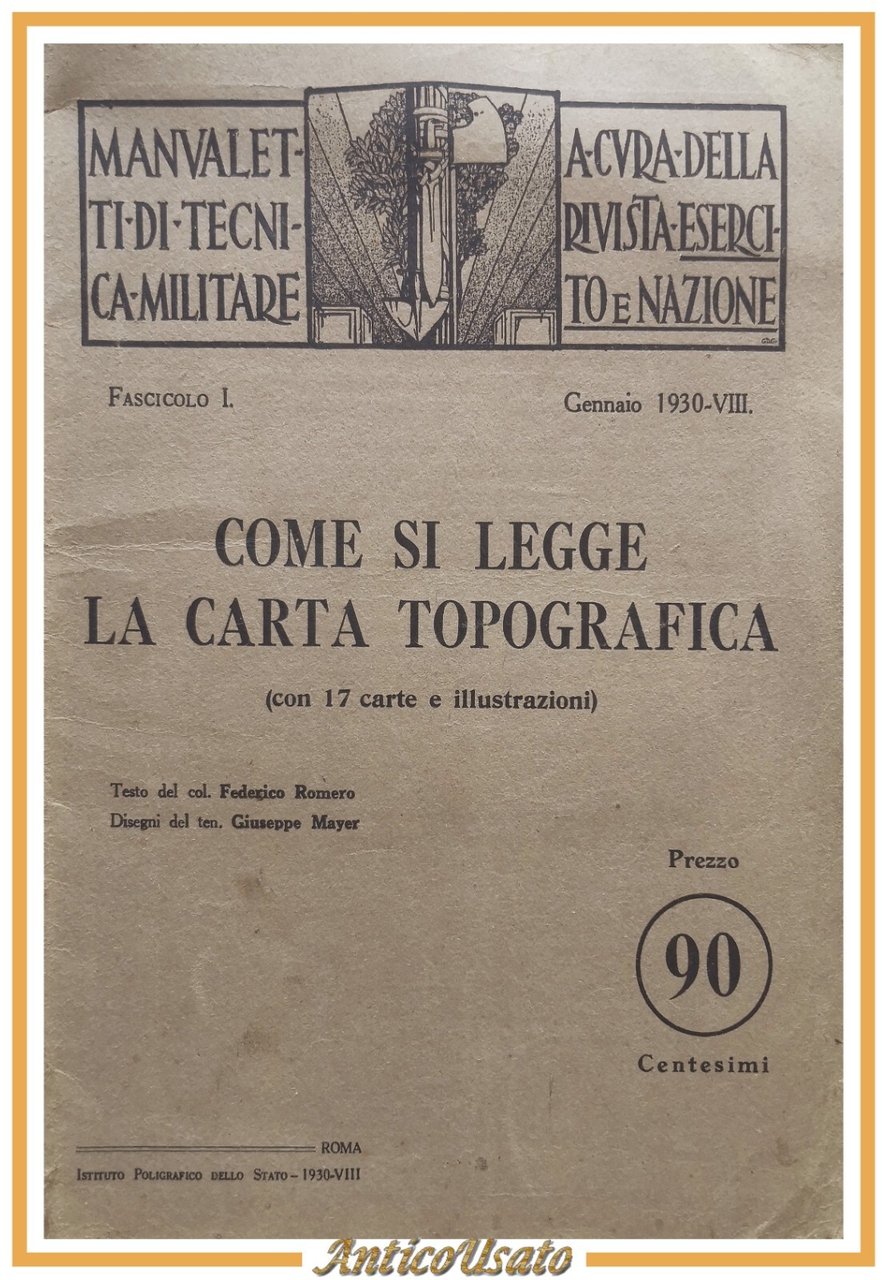 MANVALET-
TI·DI·TECNI-
CA·MILITARE
A·CVRA·DELLA
RIVISTA·ESERCI-
TO E NAZIONE
FASCICOLO I.
Gennaio 1930-VIII.
COME SI LEGGE
LA CARTA TOPOGRAFICA
(con 17 carte e illustrazioni)
Testo del col. Federico Romero
Disegni del ten. Giuseppe Mayer
Prezzo
90
Centesimi
ROMA
ISTITUTO POLIGRAFICO DELLO STATO - 1930-VIII
AnticoUsato